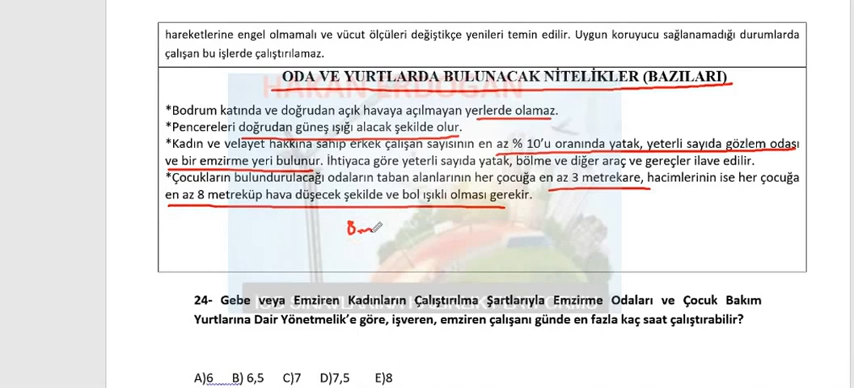 hareketlerine engel olmamalı ve vücut ölçüleri değiştikçe yenileri temin edilir. Uygun koruyucu sağlanamadığı durumlarda
çalışan bu işlerde çalıştırılamaz.
ODA VE YURTLARDA BULUNACAK NİTELİKLER (BAZILARI)
HAKAN ERDOĞAN
*Bodrum katında ve doğrudan açık havaya açılmayan yerlerde olamaz.
*Pencereleri doğrudan güneş ışığı alacak şekilde olur.
*Kadın ve velayet hakkına sahip erkek çalışan sayısının en az % 10'u oranında yatak, yeterli sayıda gözlem odası
ve bir emzirme yeri bulunur. İhtiyaca göre yeterli sayıda yatak, bölme ve diğer araç ve gereçler ilave edilir.
*Çocukların bulundurulacağı odaların taban alanlarının her çocuğa en az 3 metrekare, hacimlerinin ise her çocuğa
en az 8 metreküp hava düşecek şekilde ve bol ışıklı olması gerekir.
24- Gebe veya Emziren Kadınların Çalıştırılma Şartlarıyla Emzirme Odaları ve Çocuk Bakım
Yurtlarına Dair Yönetmelik'e göre, işveren, emziren çalışanı günde en fazla kaç saat çalıştırabilir?
A)6 B) 6,5 C)7 D)7,5 E)8